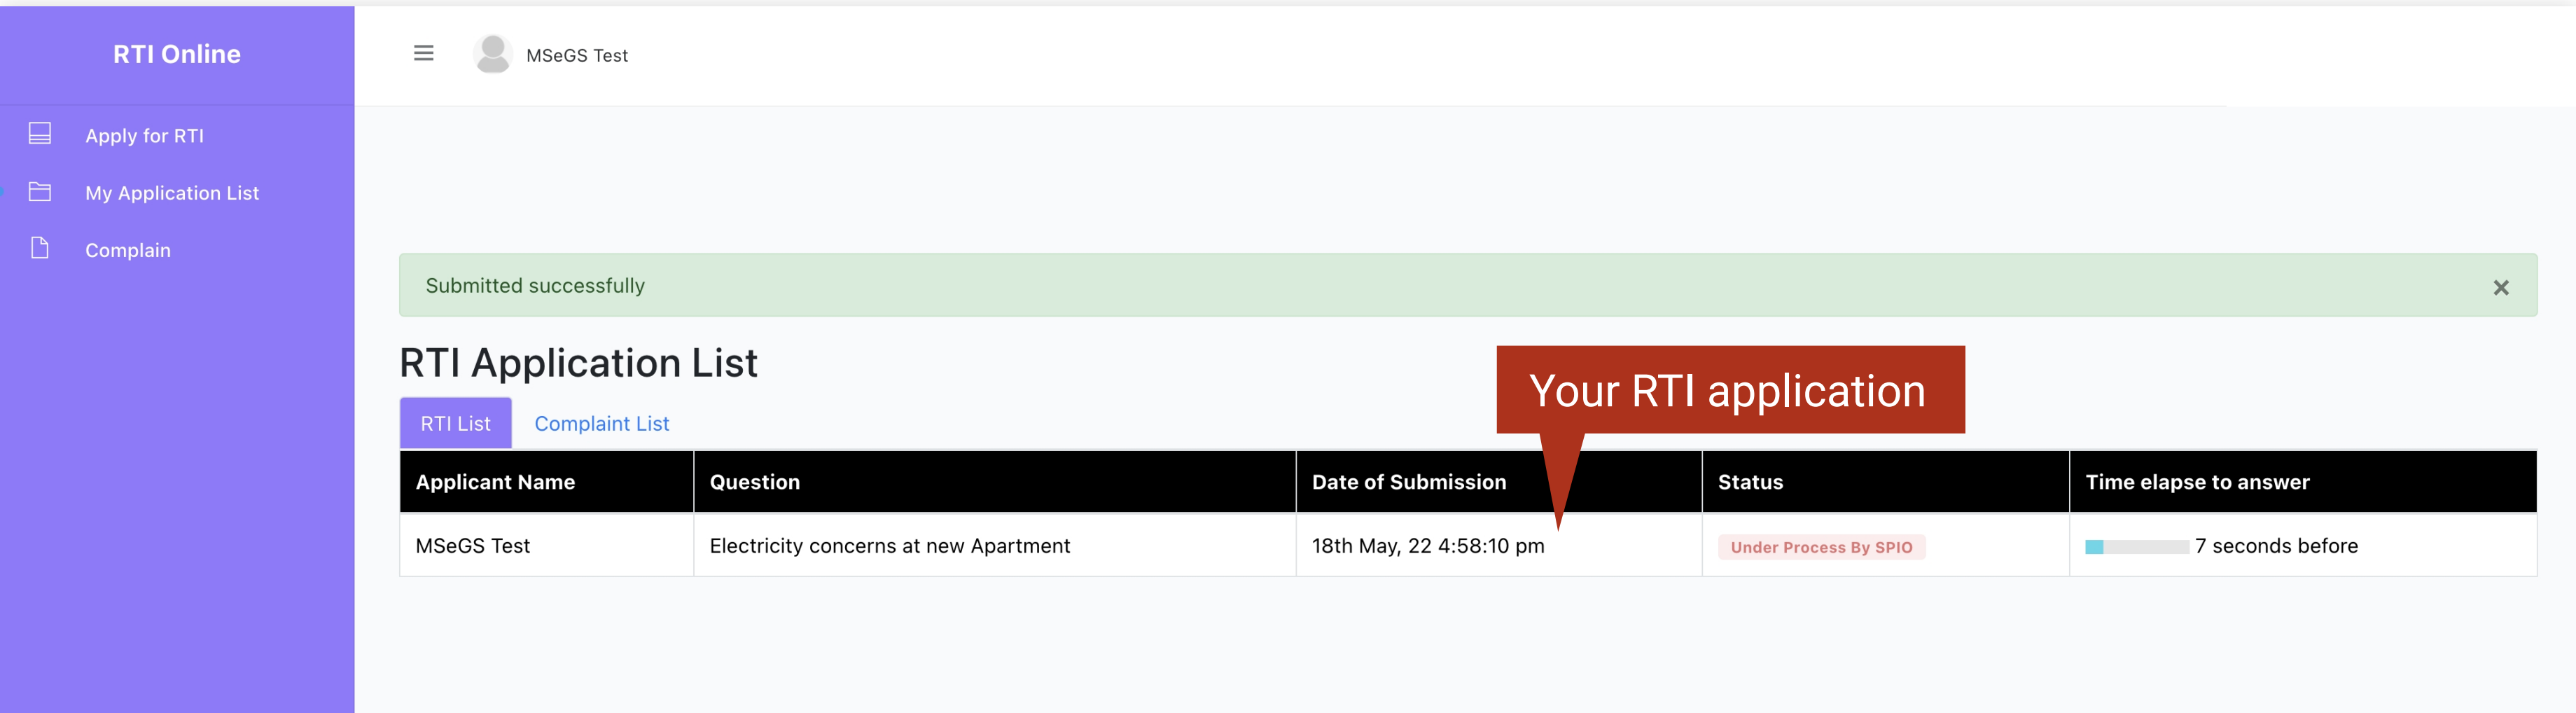 RTI Online
MSeGS Test
Apply for RTI
My Application List
Complain
Submitted successfully
×
RTI Application List
Your RTI application
RTI List Complaint List
Applicant Name Question Date of Submission Status Time elapse to answer
MSeGS Test Electricity concerns at new Apartment 18th May, 22 4:58:10 pm Under Process By SPIO 7 seconds before